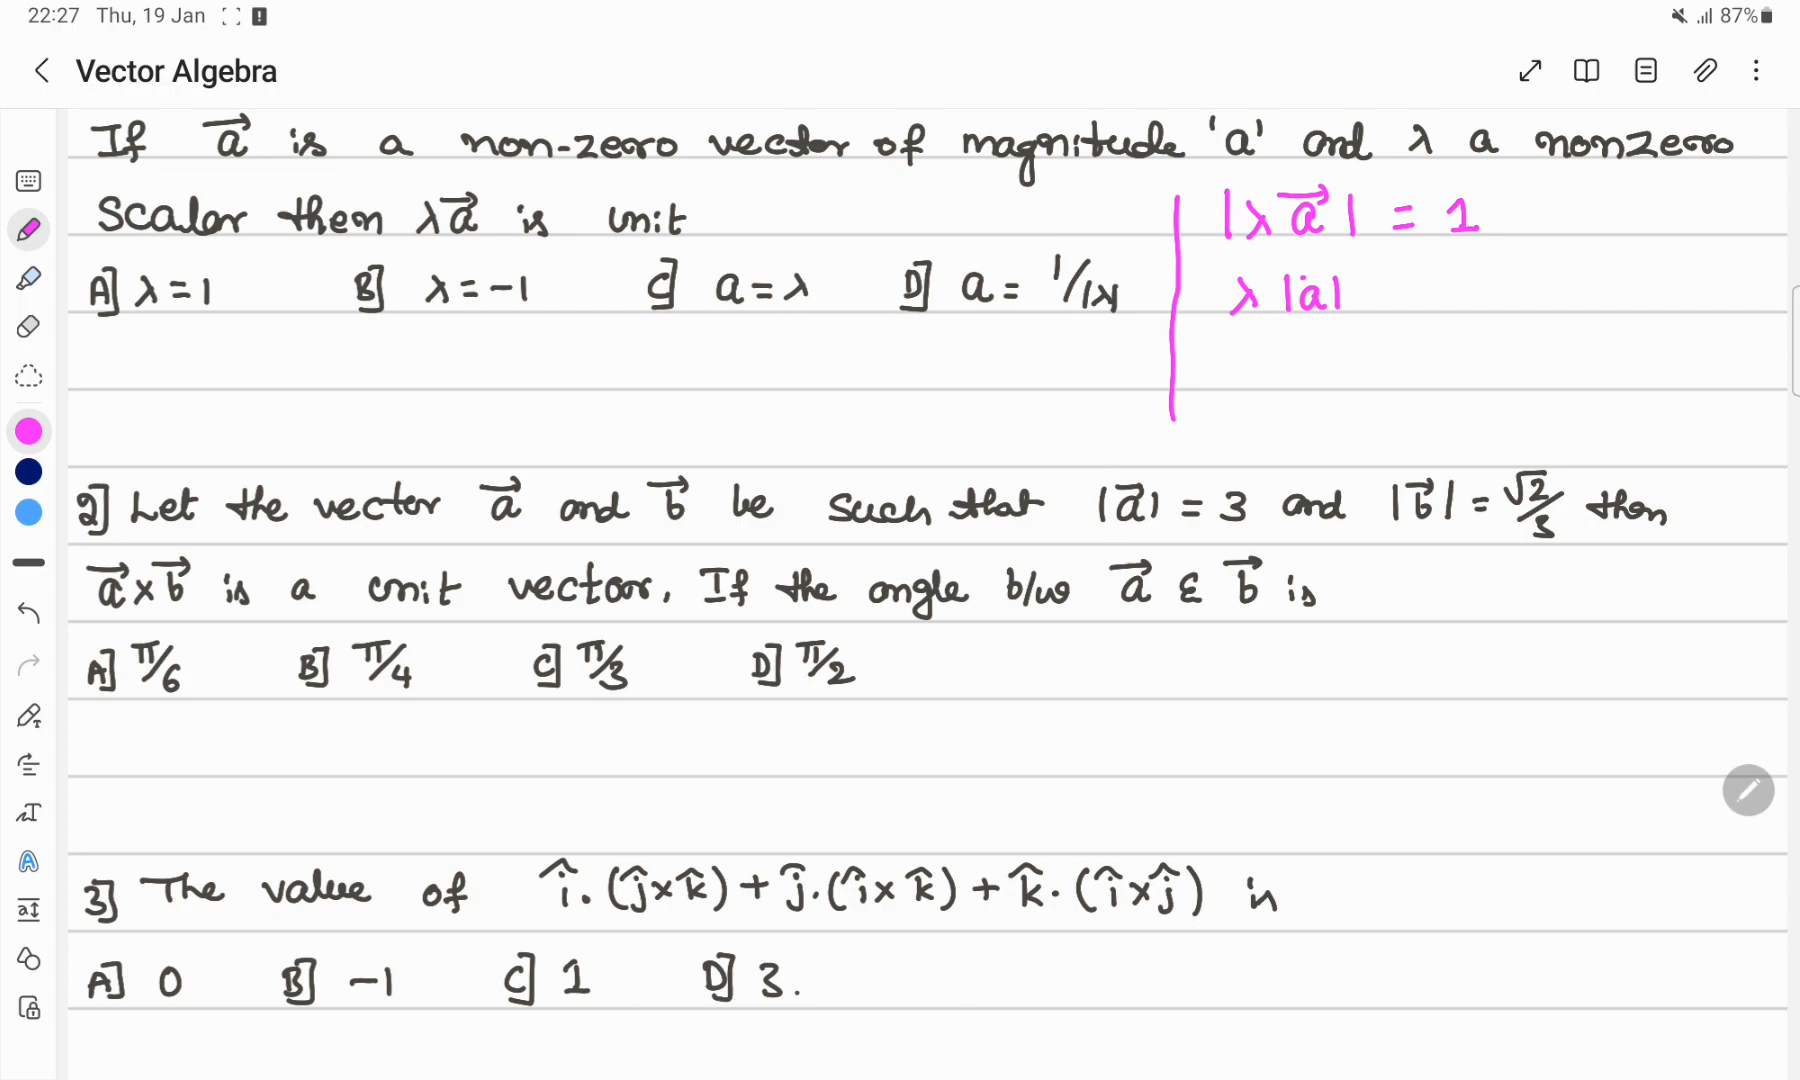 22:27 Thu, 19 Jan
87%
Vector Algebra
If a⃗ is a non-zero vector of magnitude 'a' and λ a nonzero
Scalar then λa⃗ is unit
A] λ=1 B] λ=-1 C] a=λ D] a= 1/|λ|
|λa⃗| = 1
λ|a|
2] Let the vector a⃗ and b⃗ be such that |a⃗| = 3 and |b⃗| = √2/3 then
a⃗×b⃗ is a unit vector, If the angle b/w a⃗ & b⃗ is
A] π/6 B] π/4 C] π/3 D] π/2
3] The value of î.(ĵ×k̂)+ĵ.(î×k̂)+k̂.(î×ĵ) is
A] 0 B] -1 C] 1 D] 3.